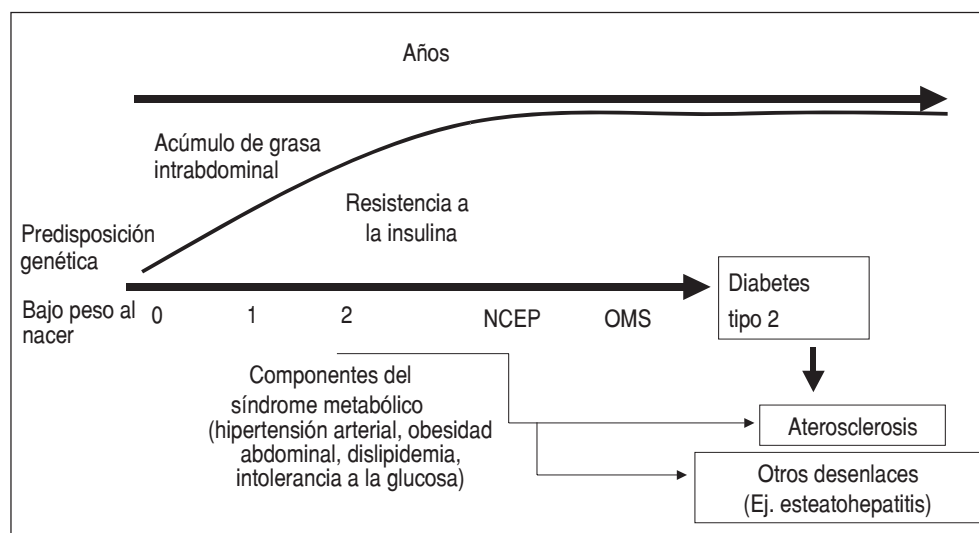 Años
Acúmulo de grasa
intrabdominal
Resistencia a
la insulina
Predisposición
genética
Bajo peso al
nacer
0 1 2 NCEP OMS
Diabetes
tipo 2
Componentes del
síndrome metabólico
(hipertensión arterial, obesidad
abdominal, dislipidemia,
intolerancia a la glucosa)
Aterosclerosis
Otros desenlaces
(Ej. esteatohepatitis)